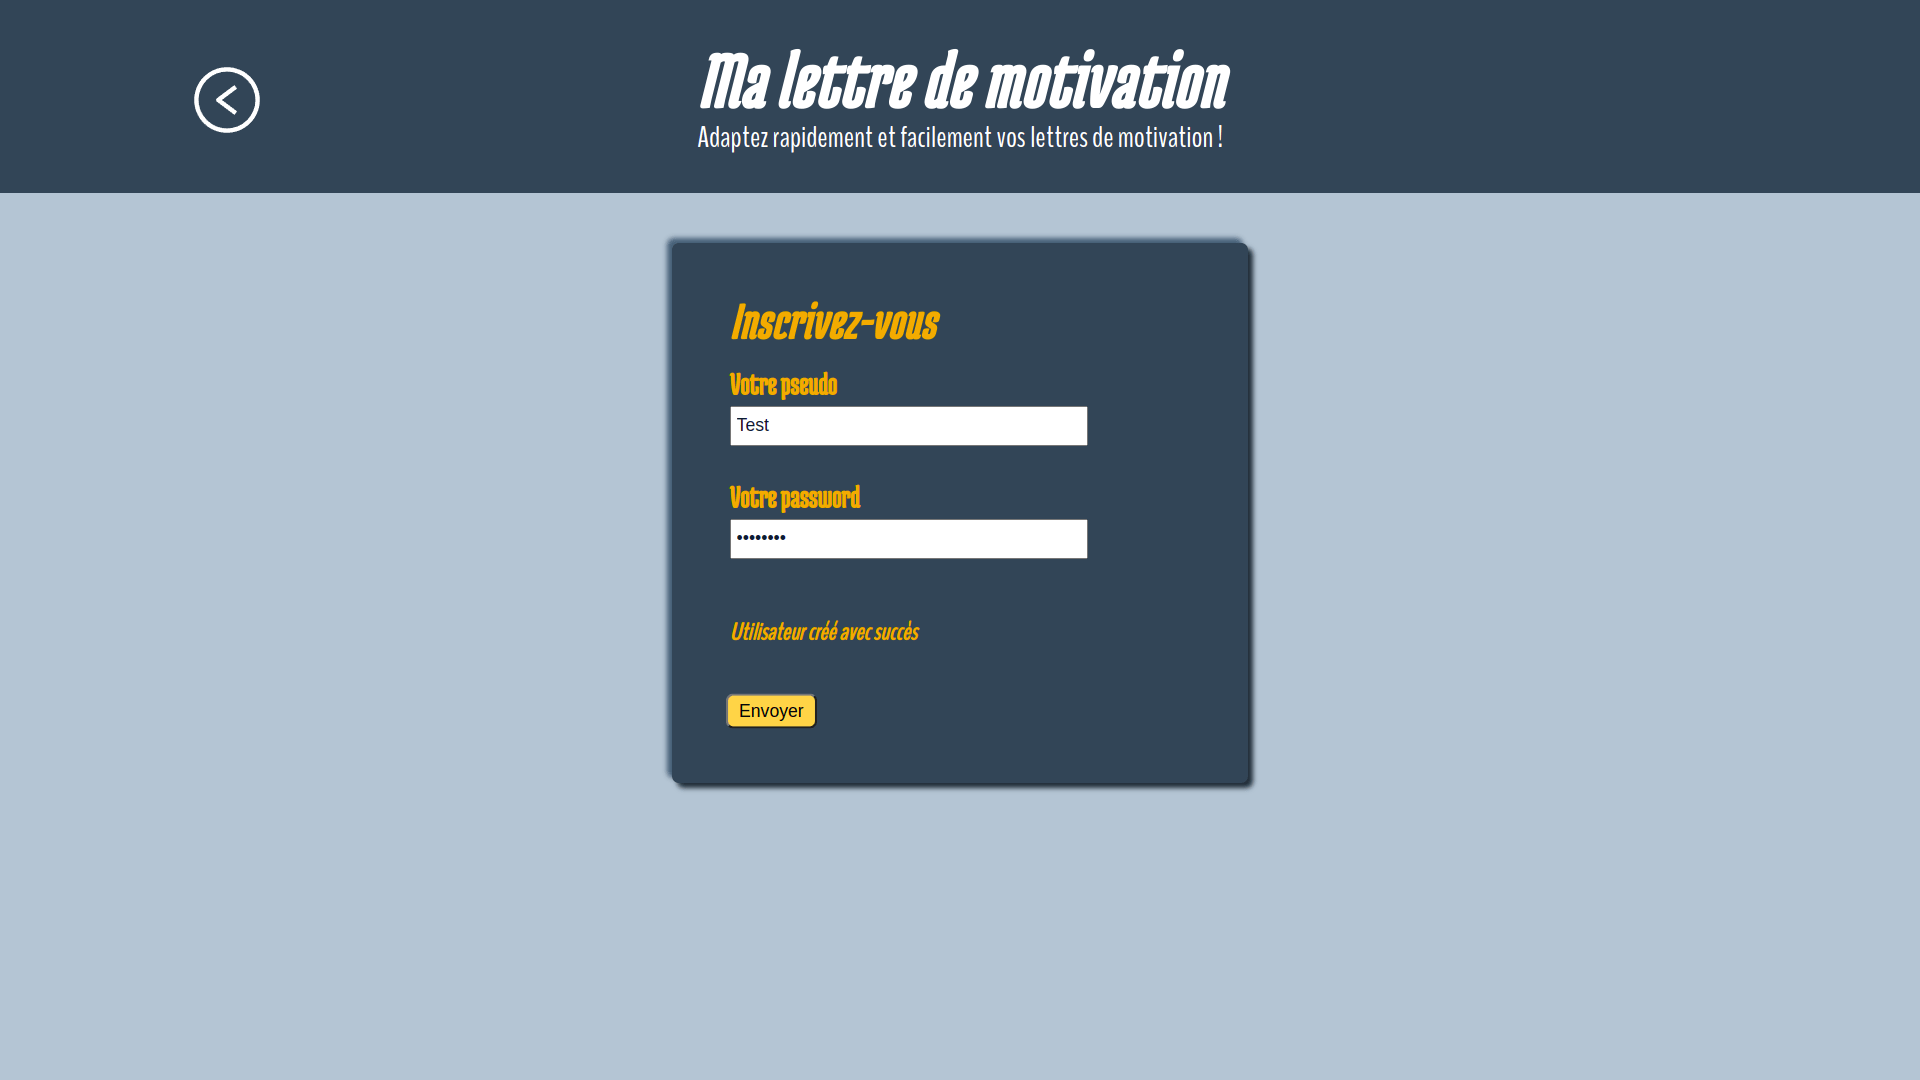 Ma lettre de motivation
Adaptez rapidement et facilement vos lettres de motivation !
Inscrivez-vous
Votre pseudo
Test
Votre password
••••••••
Utilisateur créé avec succès
Envoyer